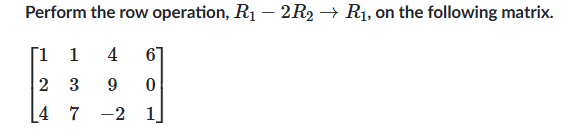 Perform the row operation, R₁ − 2R₂ → R₁, on the following matrix.
[1 1 4 6
2 3 9 0
4 7 −2 1]